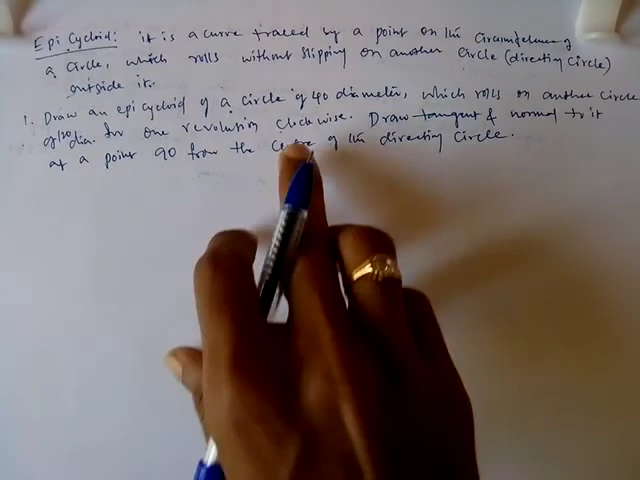 Epi Cycloid: it is a curve traced by a point on the circumference of
a circle, which rolls without slipping on another circle (directing circle)
outside it.
1. Draw an epi cycloid of a circle of 40 diameter, which rolls on another circle
of 120 dia. for one revolution clockwise. Draw tangent & normal to it
at a point 90 from the centre of the directing circle.